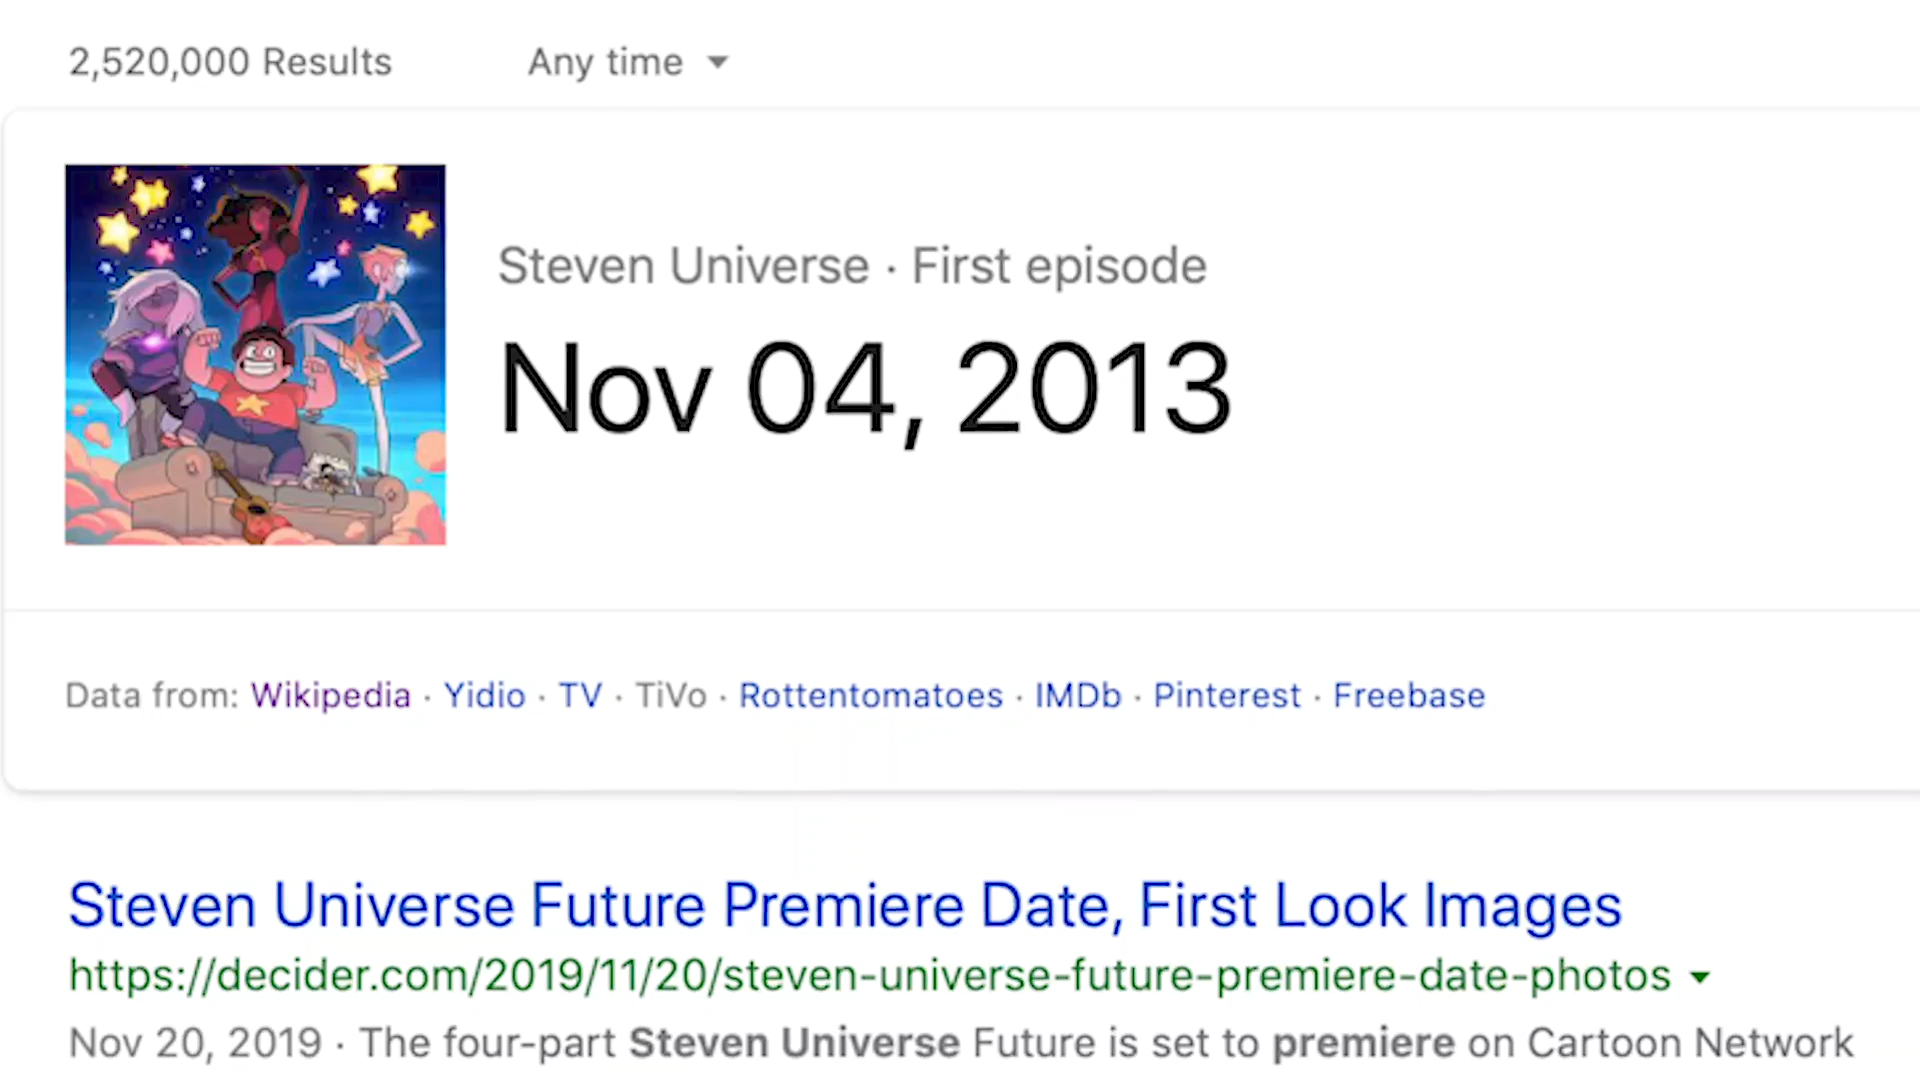 2,520,000 Results Any time
Steven Universe · First episode
Nov 04, 2013
Data from: Wikipedia · Yidio · TV · TiVo · Rottentomatoes · IMDb · Pinterest · Freebase
Steven Universe Future Premiere Date, First Look Images
https://decider.com/2019/11/20/steven-universe-future-premiere-date-photos
Nov 20, 2019 · The four-part Steven Universe Future is set to premiere on Cartoon Network